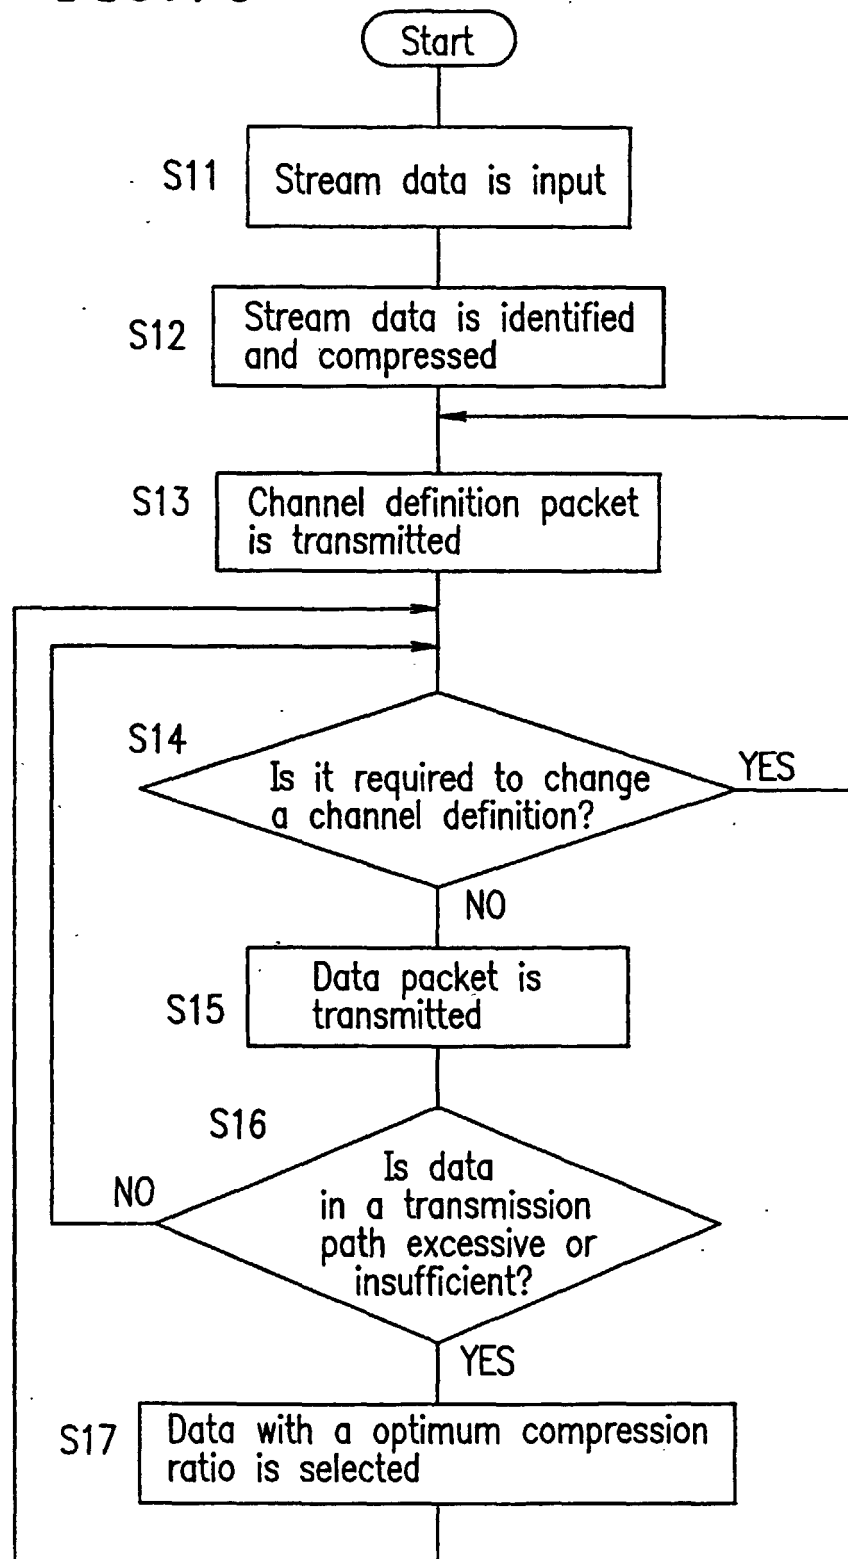 Start
S11
Stream data is input
S12
Stream data is identified
and compressed
S13
Channel definition packet
is transmitted
S14
Is it required to change
a channel definition?
YES
NO
S15
Data packet is
transmitted
S16
Is data
in a transmission
path excessive or
insufficient?
NO
YES
S17
Data with a optimum compression
ratio is selected